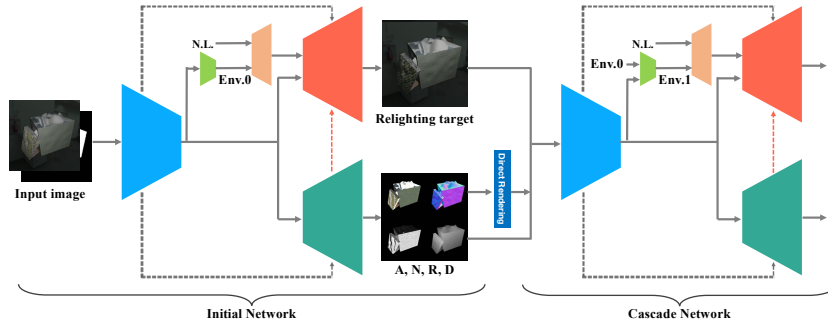 N.L.
Env.0
Input image
Relighting target
Direct Rendering
A, N, R, D
Initial Network
N.L.
Env.0
Env.1
Cascade Network